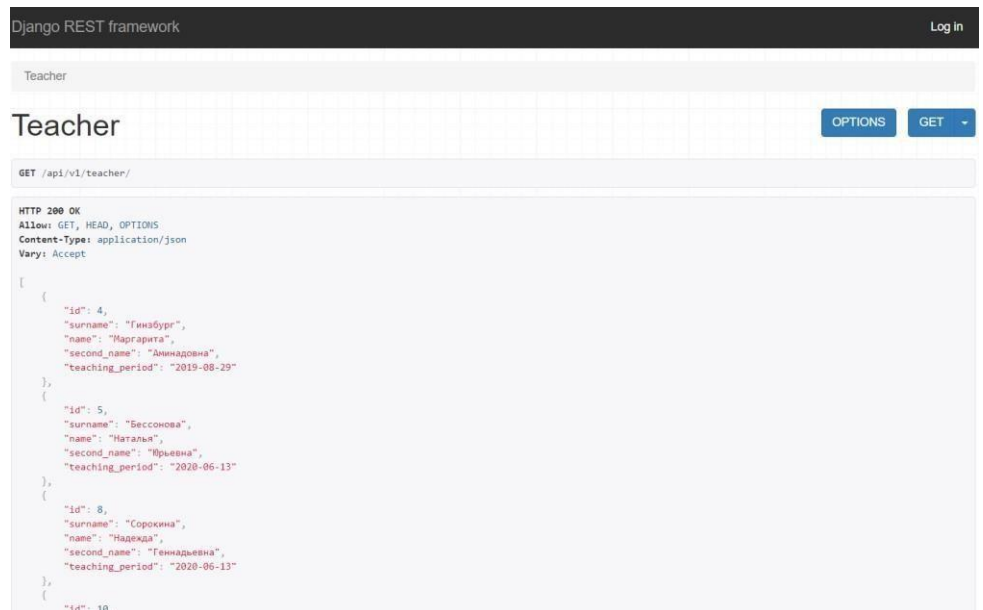 Django REST framework
Log in
Teacher
Teacher
OPTIONS
GET
GET /api/v1/teacher/
HTTP 200 OK
Allow: GET, HEAD, OPTIONS
Content-Type: application/json
Vary: Accept
[
{
"id": 4,
"surname": "Гинзбург",
"name": "Маргарита",
"second_name": "Аминадовна",
"teaching_period": "2019-08-29"
},
{
"id": 5,
"surname": "Бессонова",
"name": "Наталья",
"second_name": "Юрьевна",
"teaching_period": "2020-06-13"
},
{
"id": 8,
"surname": "Сорокина",
"name": "Надежда",
"second_name": "Геннадьевна",
"teaching_period": "2020-06-13"
},
{
"id": 10